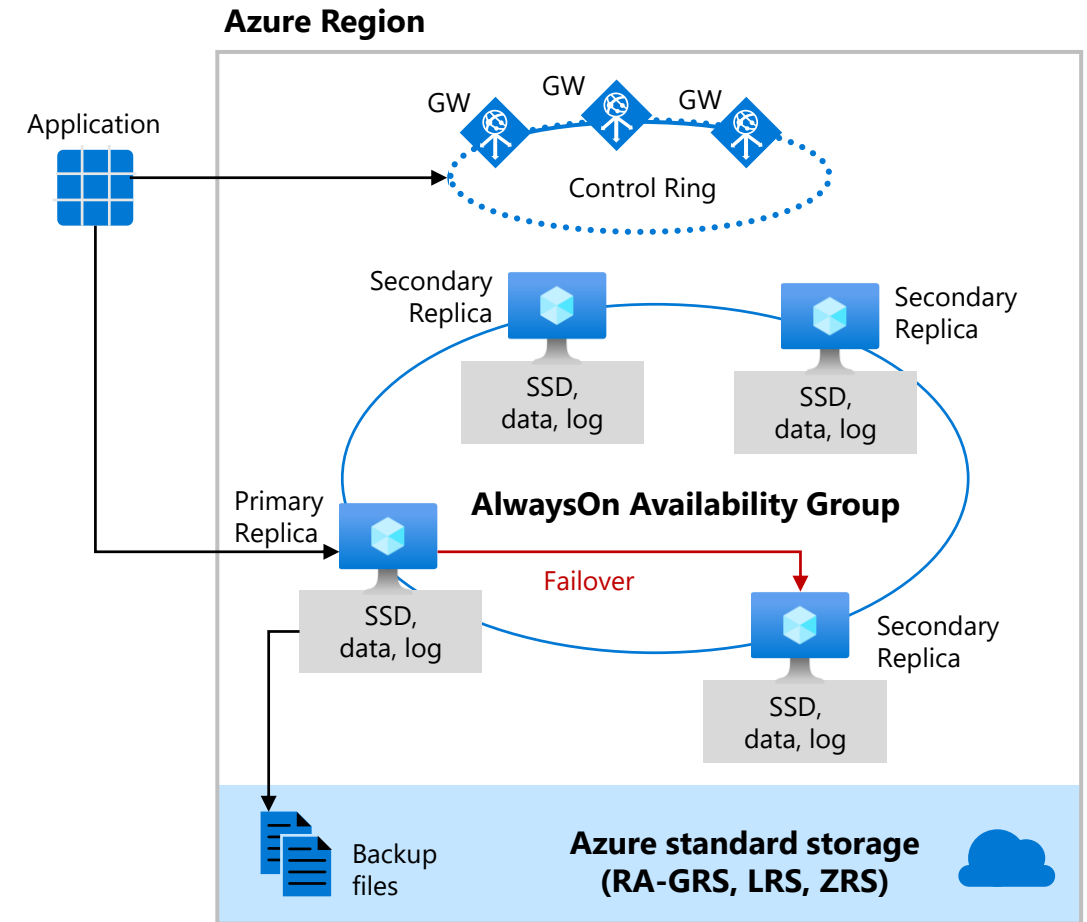 Azure Region
Application
GW
GW
GW
Control Ring
Secondary
Replica
Secondary
Replica
SSD,
data, log
SSD,
data, log
Primary
Replica
AlwaysOn Availability Group
Failover
SSD,
data, log
Secondary
Replica
SSD,
data, log
Backup
files
Azure standard storage
(RA-GRS, LRS, ZRS)